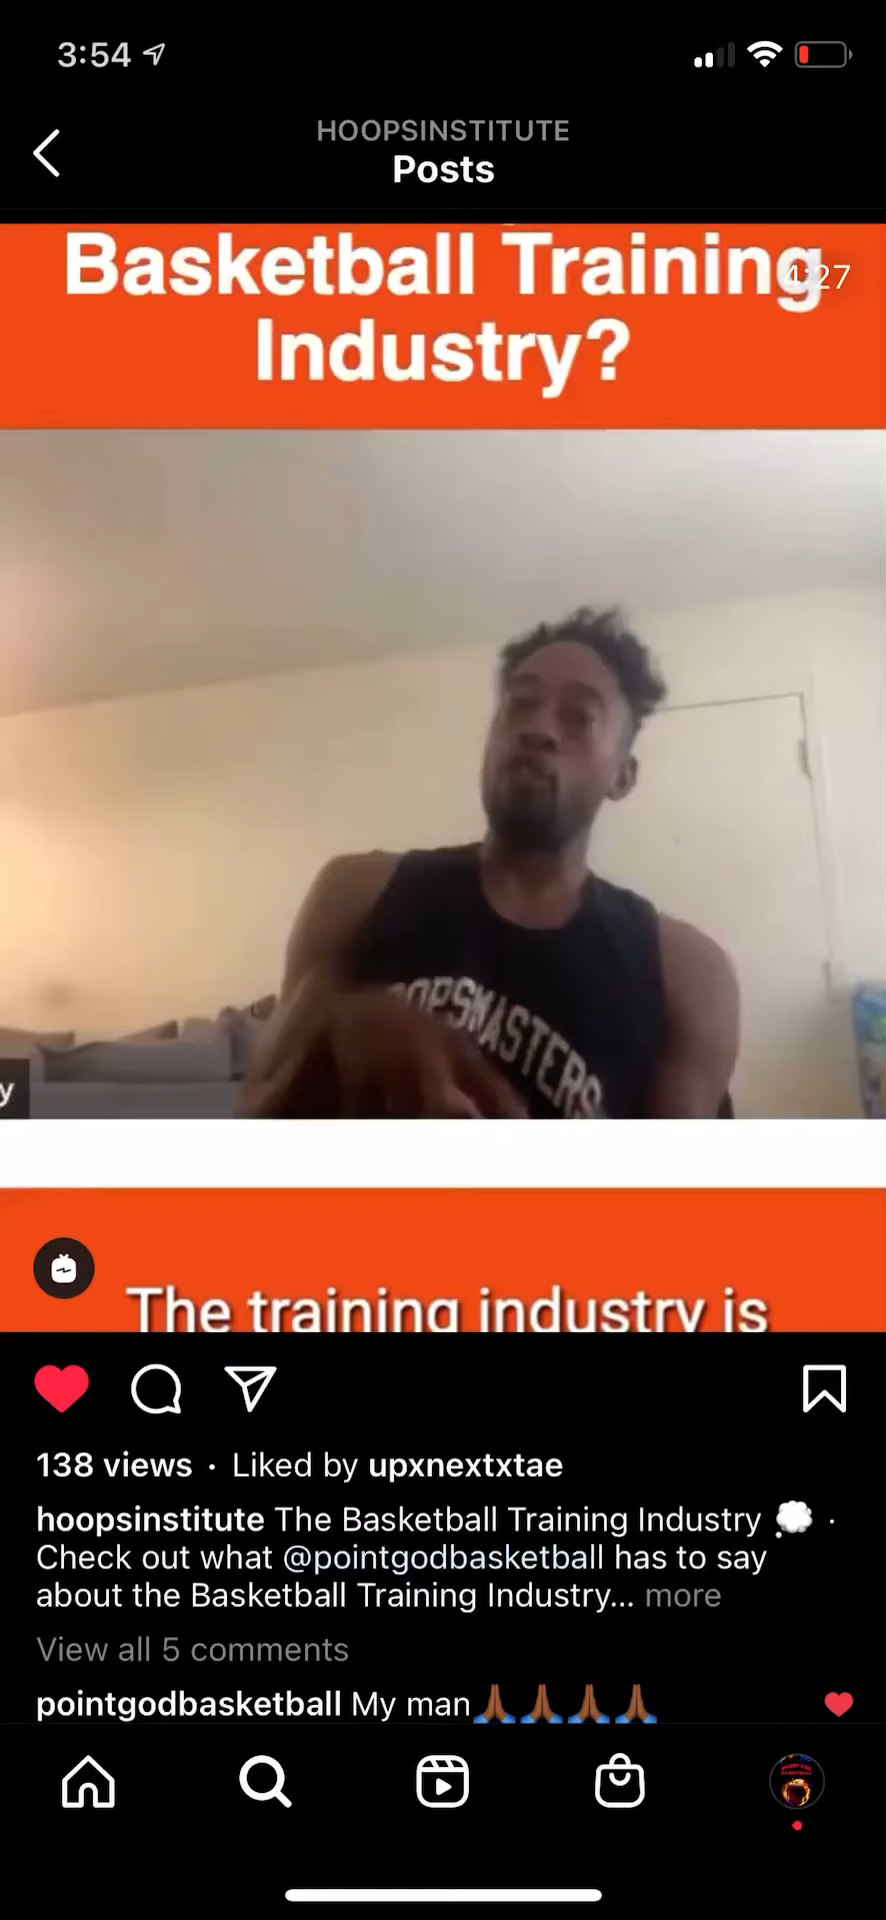 3:54
HOOPSINSTITUTE
Posts
Basketball Training
4:27
Industry?
OOPSMASTERS
y
The training industry is
138 views · Liked by upxnextxtae
hoopsinstitute The Basketball Training Industry 💭 ·
Check out what @pointgodbasketball has to say
about the Basketball Training Industry... more
View all 5 comments
pointgodbasketball My man🙏🏾🙏🏾🙏🏾🙏🏾